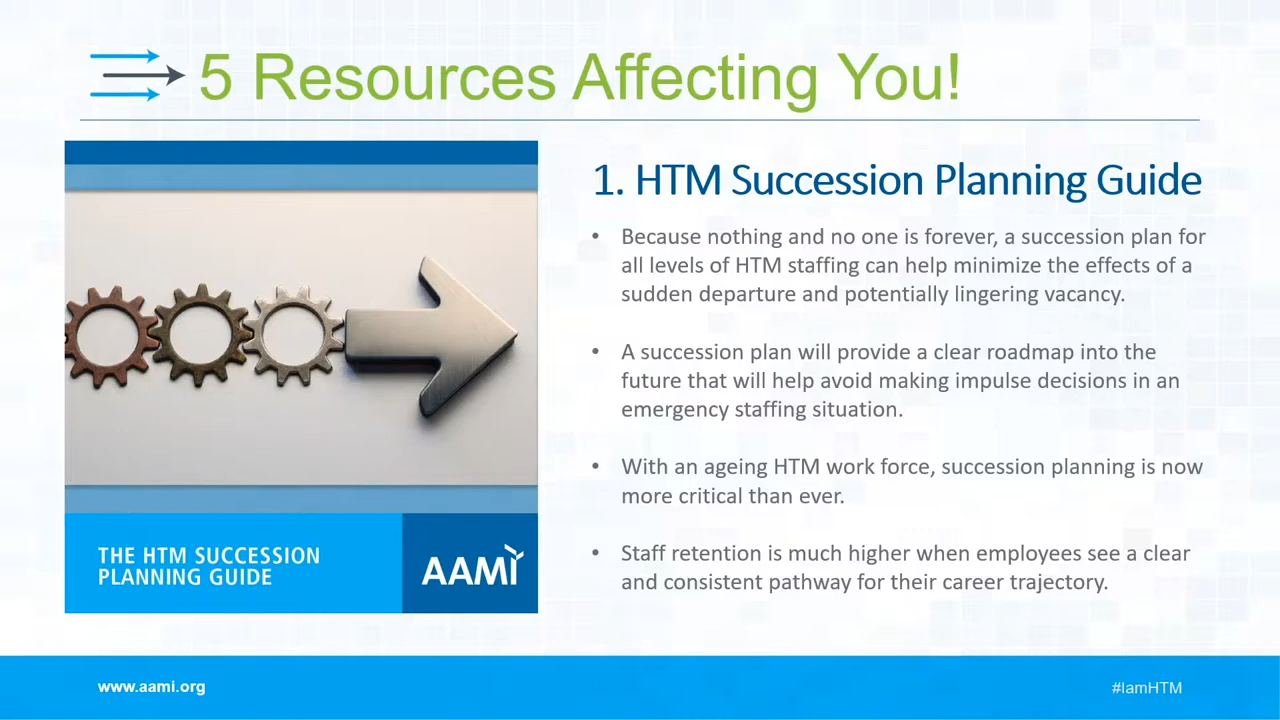 5 Resources Affecting You!
1. HTM Succession Planning Guide
• Because nothing and no one is forever, a succession plan for
all levels of HTM staffing can help minimize the effects of a
sudden departure and potentially lingering vacancy.
• A succession plan will provide a clear roadmap into the
future that will help avoid making impulse decisions in an
emergency staffing situation.
• With an ageing HTM work force, succession planning is now
more critical than ever.
• Staff retention is much higher when employees see a clear
and consistent pathway for their career trajectory.
THE HTM SUCCESSION
PLANNING GUIDE
AAMI
www.aami.org
#IamHTM